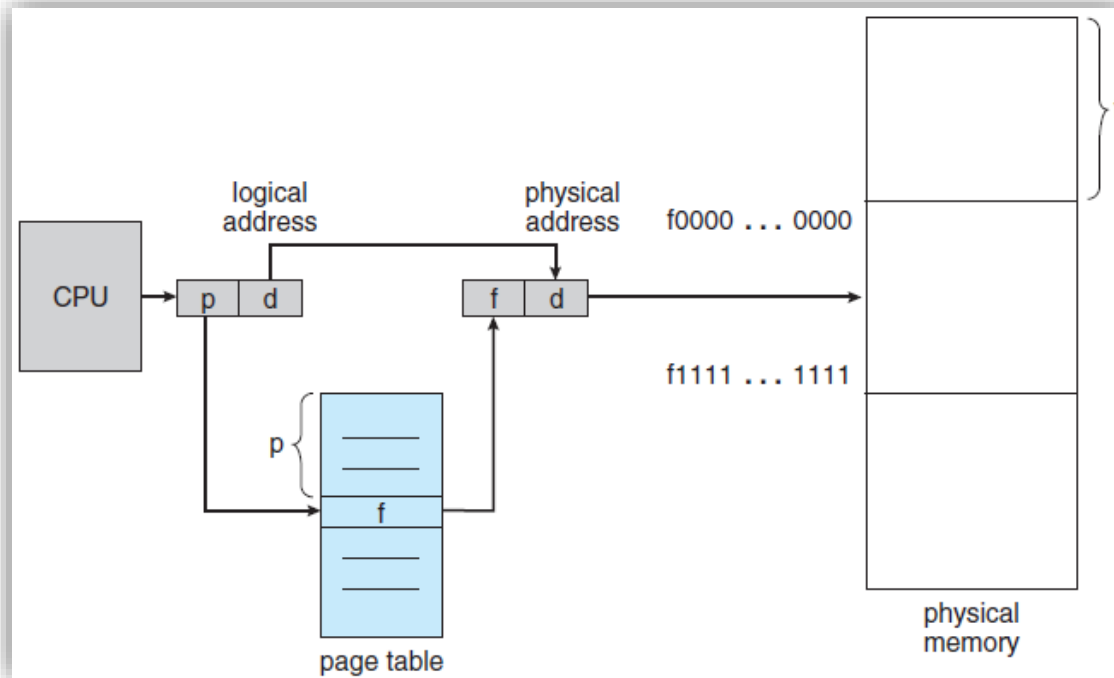 logical
address
physical
address
f0000 ... 0000
CPU
p
d
f
d
f1111 ... 1111
p
f
physical
memory
page table